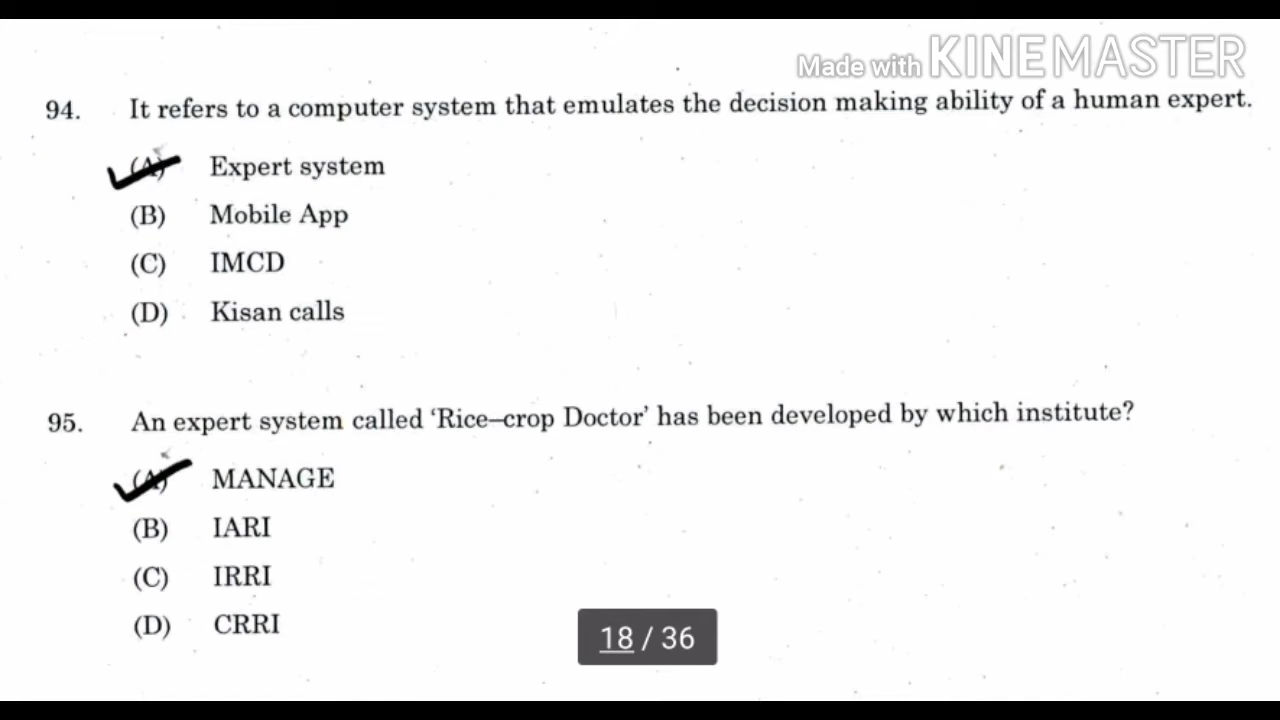 Made with KINEMASTER
94. It refers to a computer system that emulates the decision making ability of a human expert.
(A) Expert system
(B) Mobile App
(C) IMCD
(D) Kisan calls
95. An expert system called ‘Rice–crop Doctor’ has been developed by which institute?
(A) MANAGE
(B) IARI
(C) IRRI
(D) CRRI
18 / 36